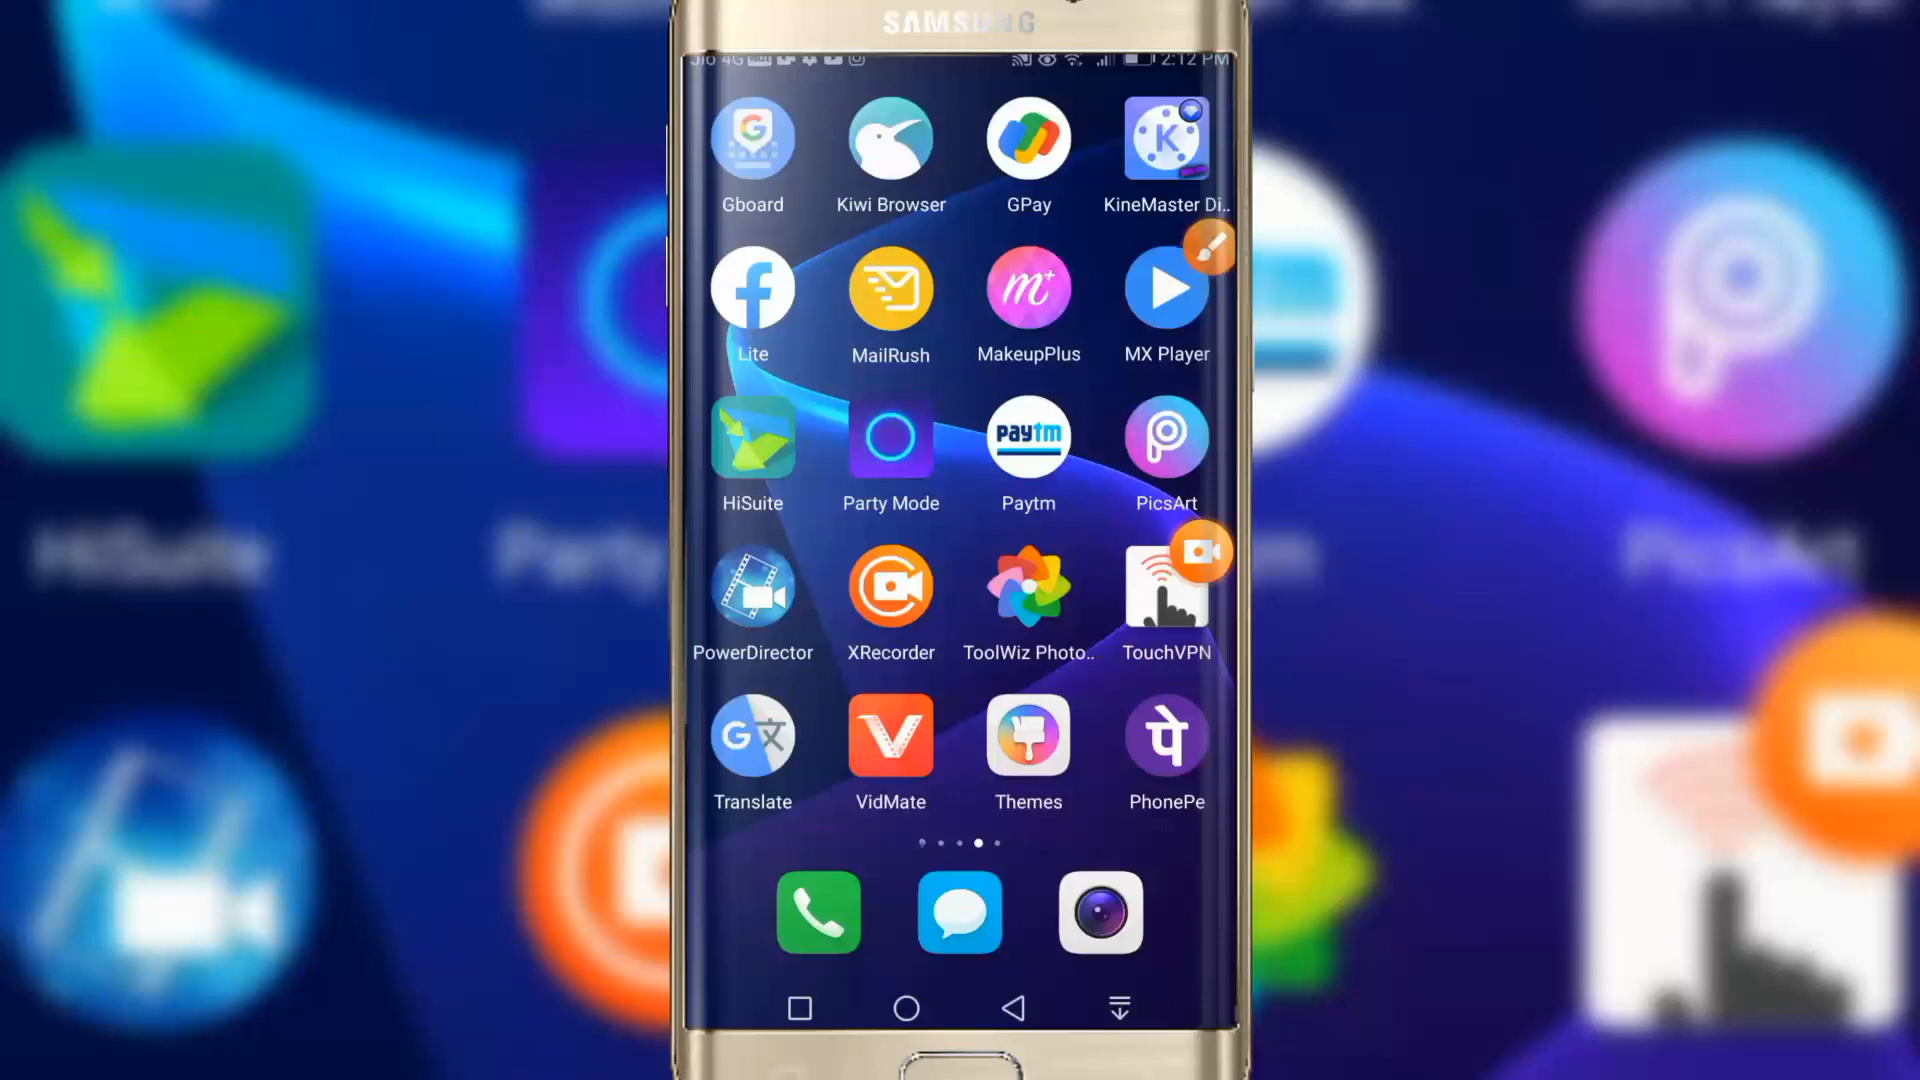 SAMSUNG
Jio 4G 2:12 PM
Gboard Kiwi Browser GPay KineMaster Di..
Lite MailRush MakeupPlus MX Player
paytm
HiSuite Party Mode Paytm PicsArt
PowerDirector XRecorder ToolWiz Photo.. TouchVPN
पे
Translate VidMate Themes PhonePe